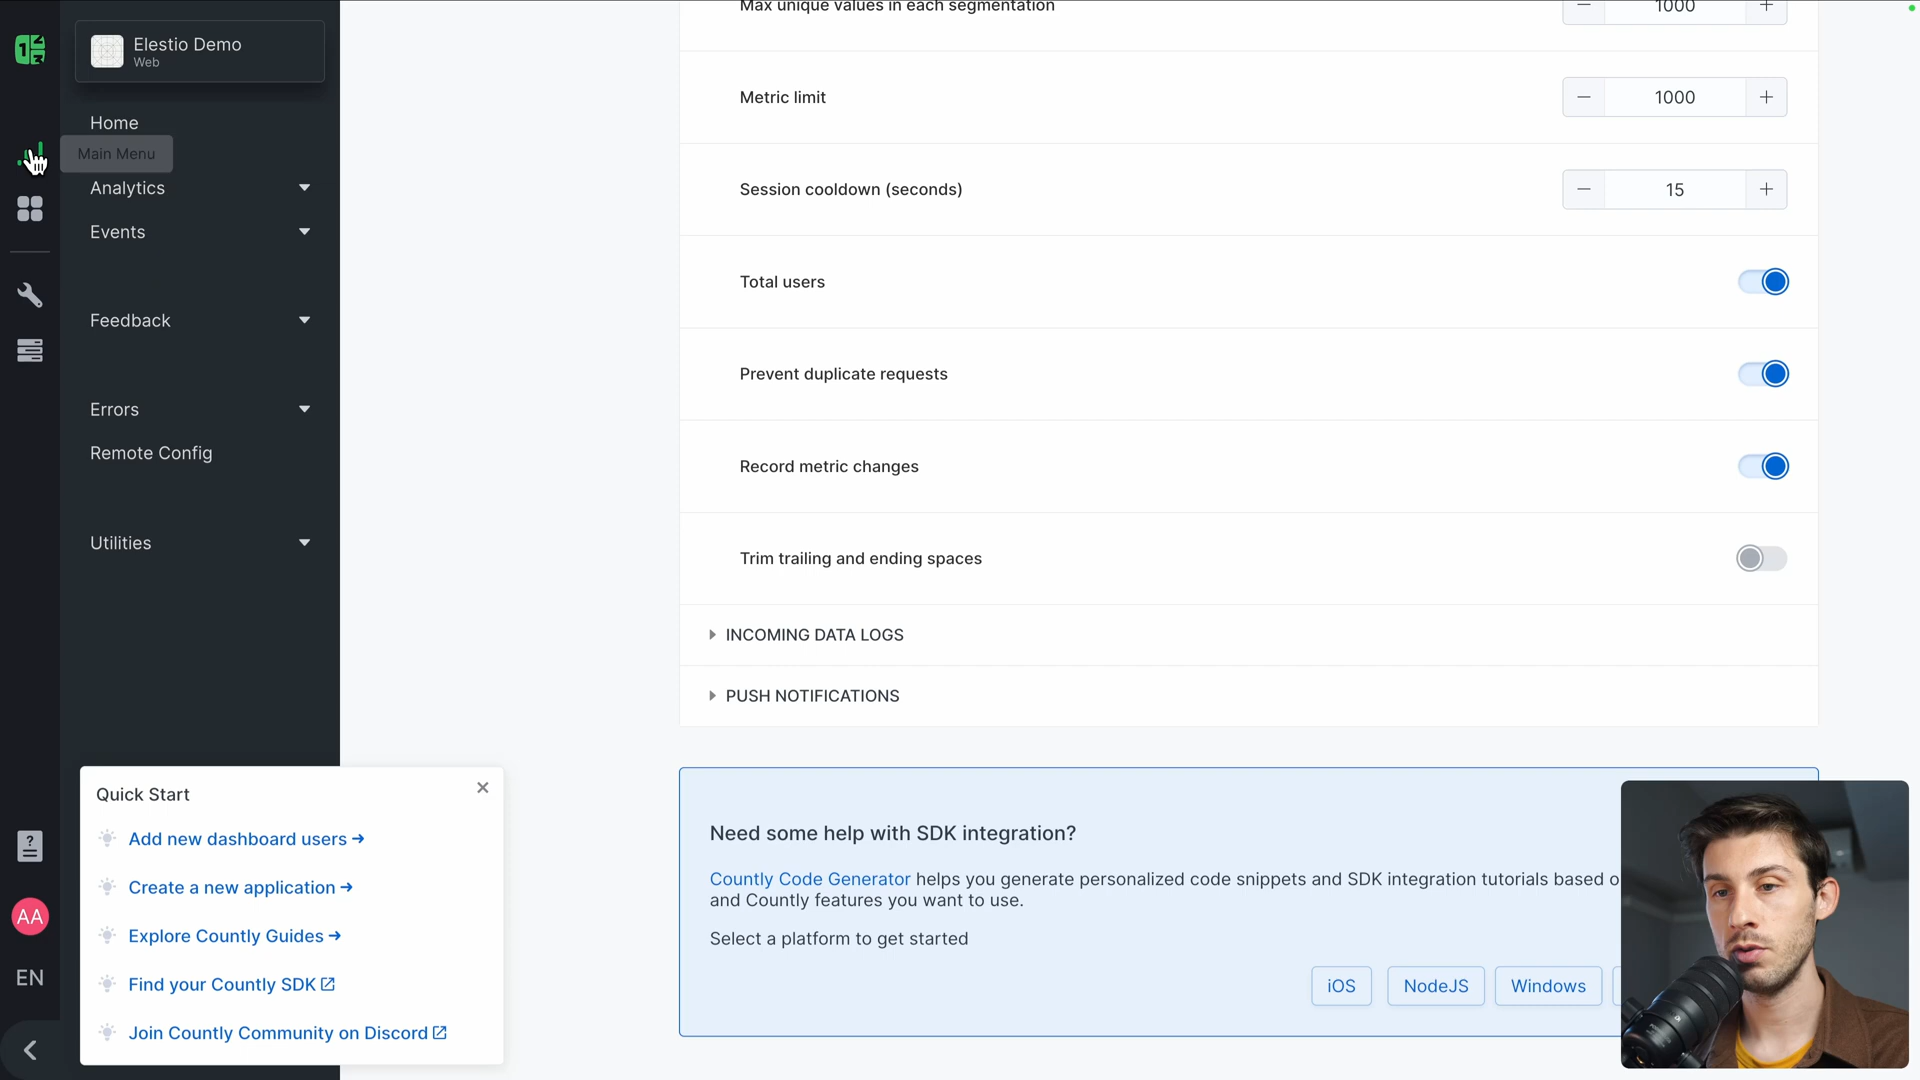 Elestio Demo
Web
Home
Main Menu
Analytics
Events
Feedback
Errors
Remote Config
Utilities
Quick Start
Add new dashboard users
Create a new application
Explore Countly Guides
Find your Countly SDK
Join Countly Community on Discord
AA
EN
Max unique values in each segmentation
1000
Metric limit
1000
Session cooldown (seconds)
15
Total users
Prevent duplicate requests
Record metric changes
Trim trailing and ending spaces
INCOMING DATA LOGS
PUSH NOTIFICATIONS
Need some help with SDK integration?
Countly Code Generator helps you generate personalized code snippets and SDK integration tutorials based
and Countly features you want to use.
Select a platform to get started
iOS
NodeJS
Windows